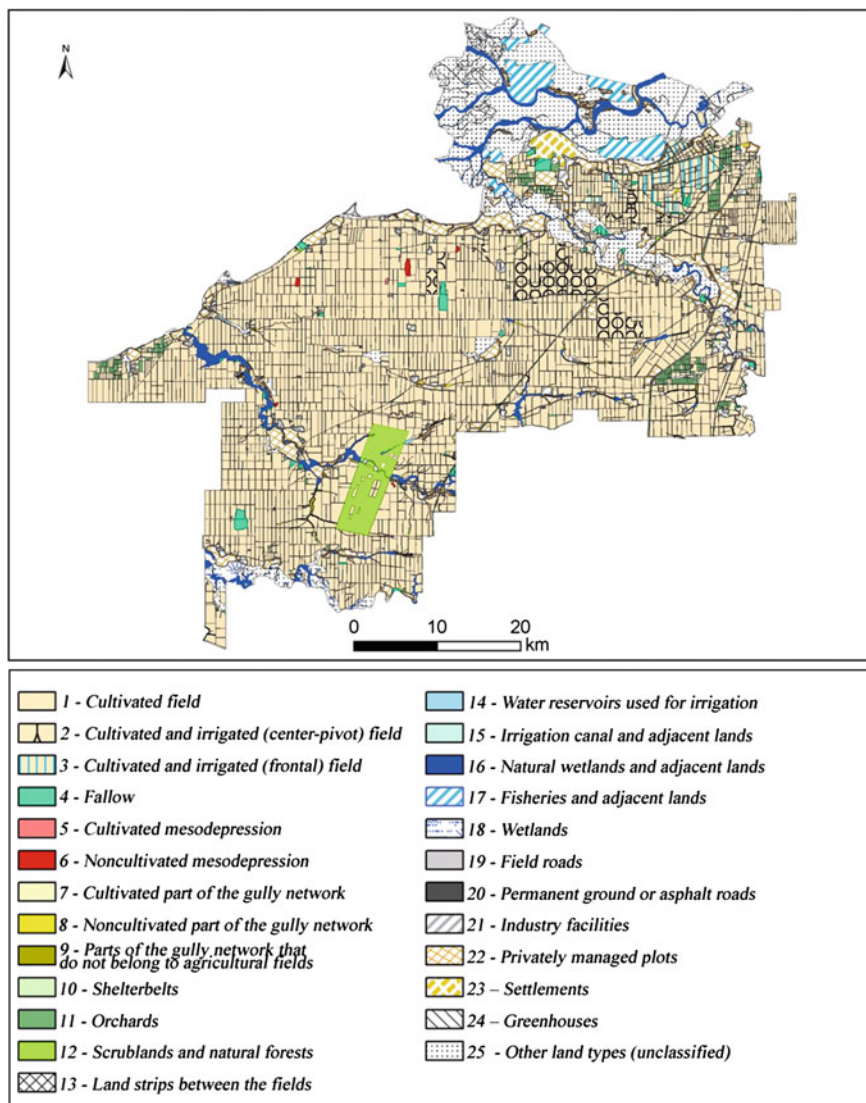 N
0 10 20
km
1 - Cultivated field
2 - Cultivated and irrigated (center-pivot) field
3 - Cultivated and irrigated (frontal) field
4 - Fallow
5 - Cultivated mesodepression
6 - Noncultivated mesodepression
7 - Cultivated part of the gully network
8 - Noncultivated part of the gully network
9 - Parts of the gully network that
do not belong to agricultural fields
10 - Shelterbelts
11 - Orchards
12 - Scrublands and natural forests
13 - Land strips between the fields
14 - Water reservoirs used for irrigation
15 - Irrigation canal and adjacent lands
16 - Natural wetlands and adjacent lands
17 - Fisheries and adjacent lands
18 - Wetlands
19 - Field roads
20 - Permanent ground or asphalt roads
21 - Industry facilities
22 - Privately managed plots
23 – Settlements
24 – Greenhouses
25 - Other land types (unclassified)